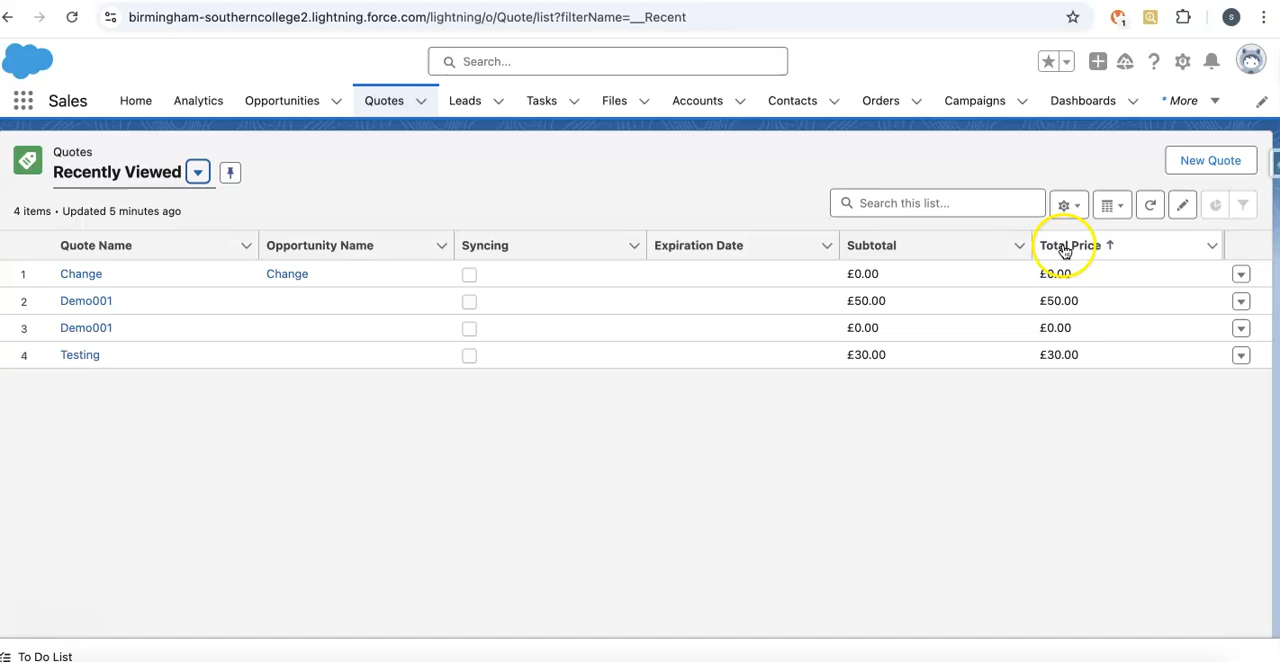 birmingham-southerncollege2.lightning.force.com/lightning/o/Quote/list?filterName=__Recent
1
S
Search...
Sales Home Analytics Opportunities Quotes Leads Tasks Files Accounts Contacts Orders Campaigns Dashboards * More
Quotes
Recently Viewed
New Quote
4 items • Updated 5 minutes ago
Search this list...
Quote Name Opportunity Name Syncing Expiration Date Subtotal Total Price ↑
1 Change Change £0.00 £0.00
2 Demo001 £50.00 £50.00
3 Demo001 £0.00 £0.00
4 Testing £30.00 £30.00
To Do List